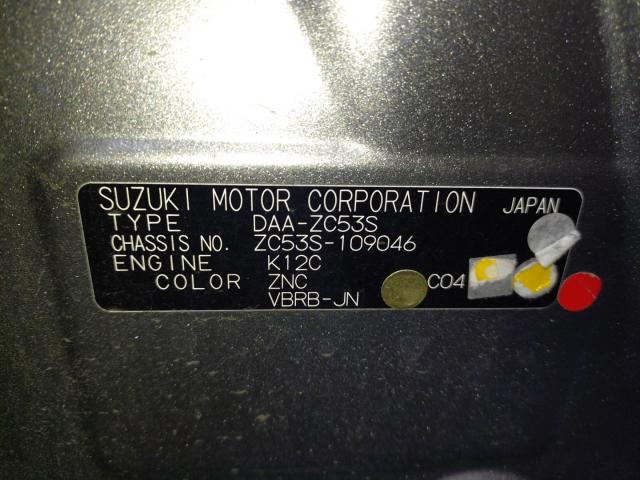 SUZUKI MOTOR CORPORATION JAPAN
TYPE DAA-ZC53S
CHASSIS NO. ZC53S-109046
ENGINE K12C
COLOR ZNC C04
VBRB-JN